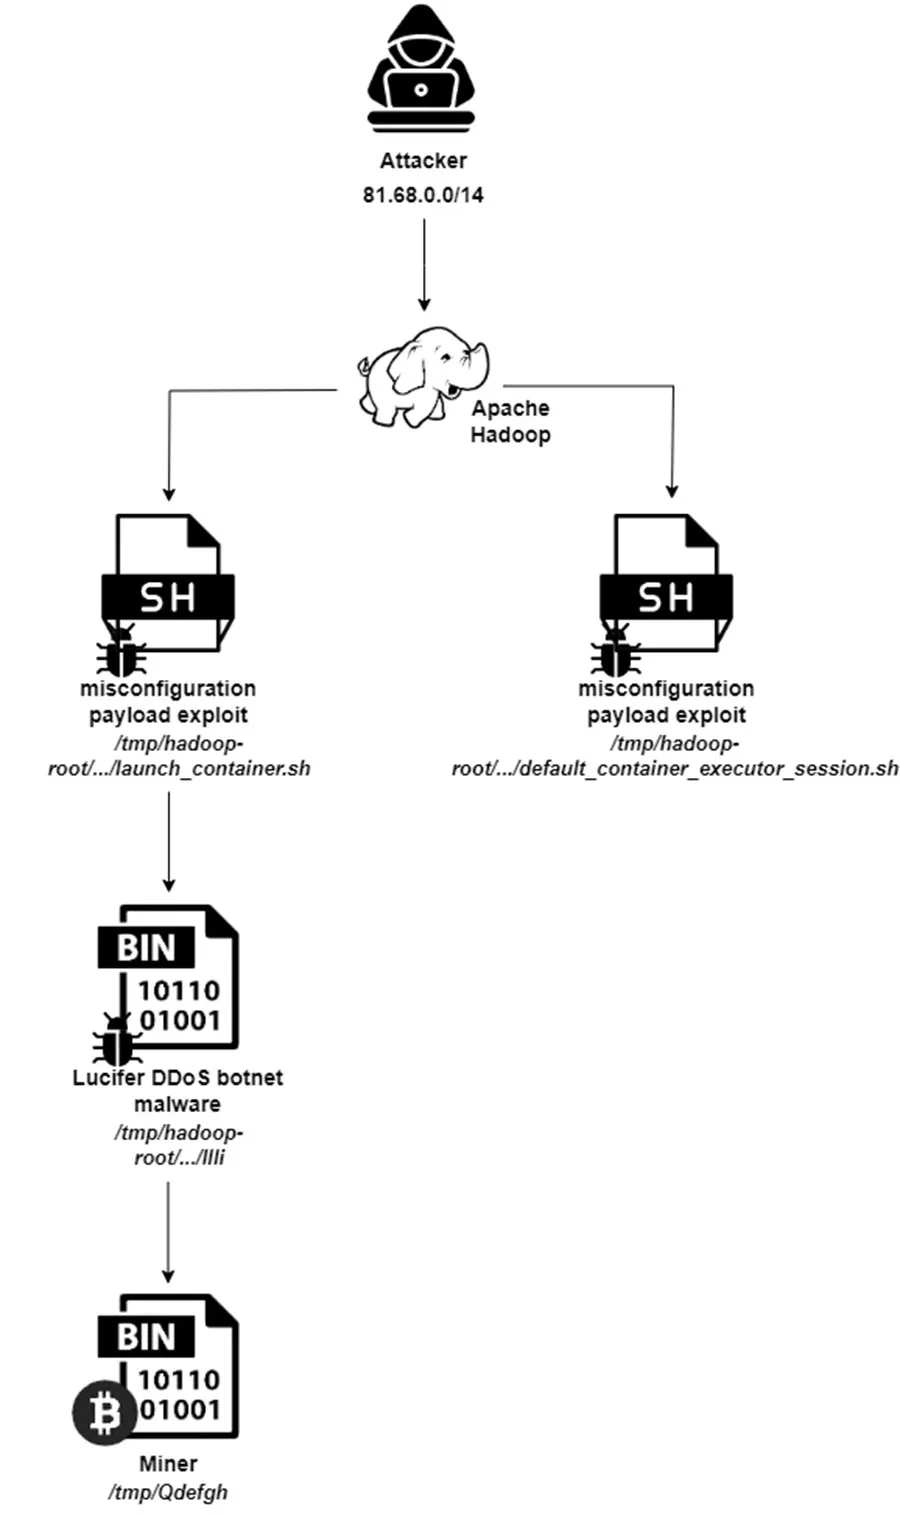 Attacker
81.68.0.0/14
Apache
Hadoop
SH
SH
misconfiguration
payload exploit
/tmp/hadoop-
root/.../launch_container.sh
misconfiguration
payload exploit
/tmp/hadoop-
root/.../default_container_executor_session.sh
BIN
10110
01001
Lucifer DDoS botnet
malware
/tmp/hadoop-
root/.../llli
BIN
10110
01001
Miner
/tmp/Qdefgh